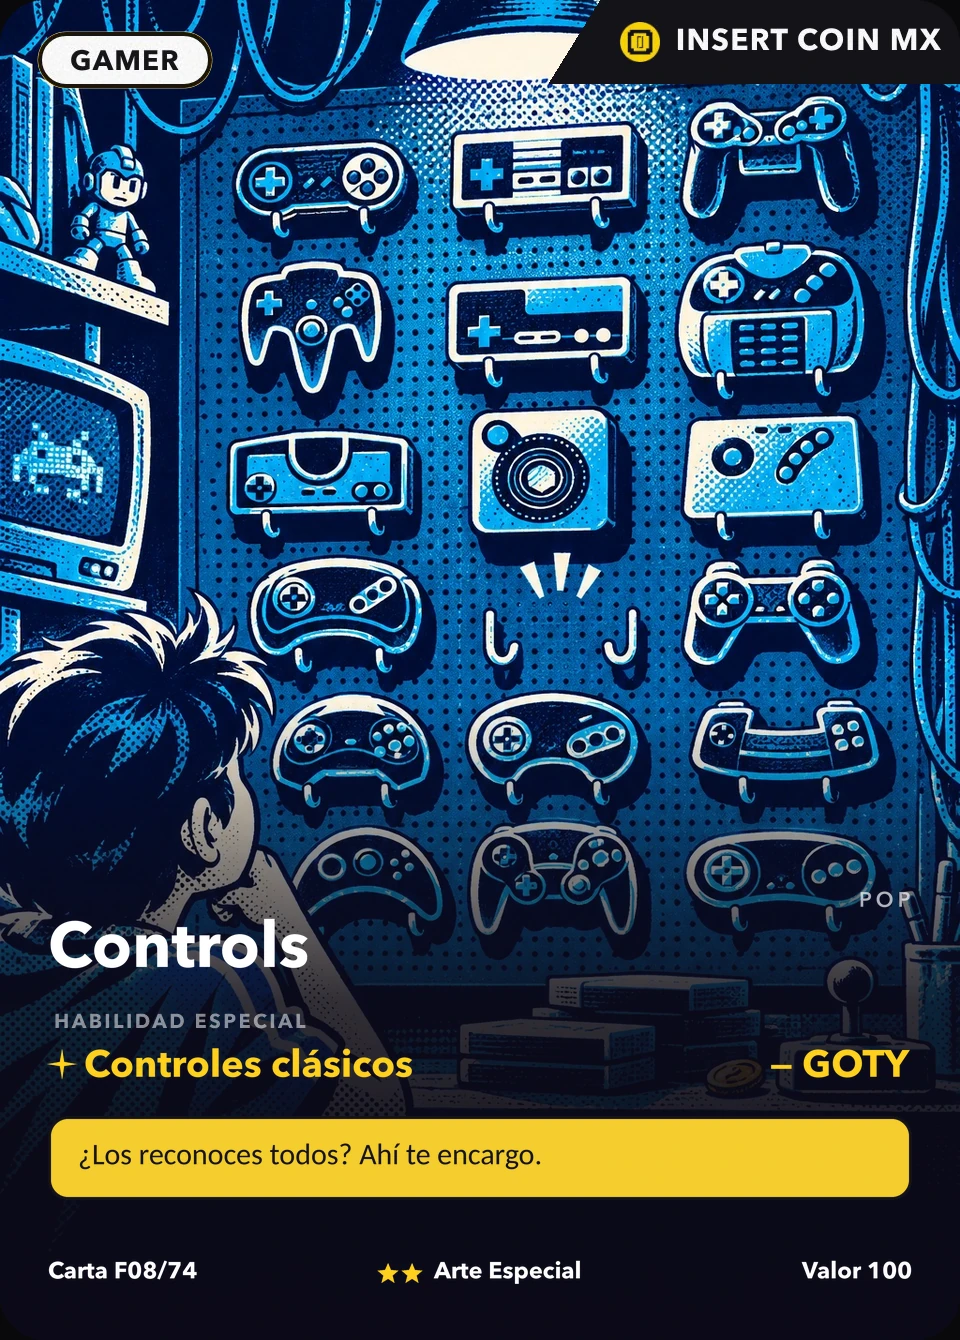 GAMER
INSERT COIN MX
POP
Controls
HABILIDAD ESPECIAL
Controles clásicos
– GOTY
¿Los reconoces todos? Ahí te encargo.
Carta F08/74
Arte Especial
Valor 100